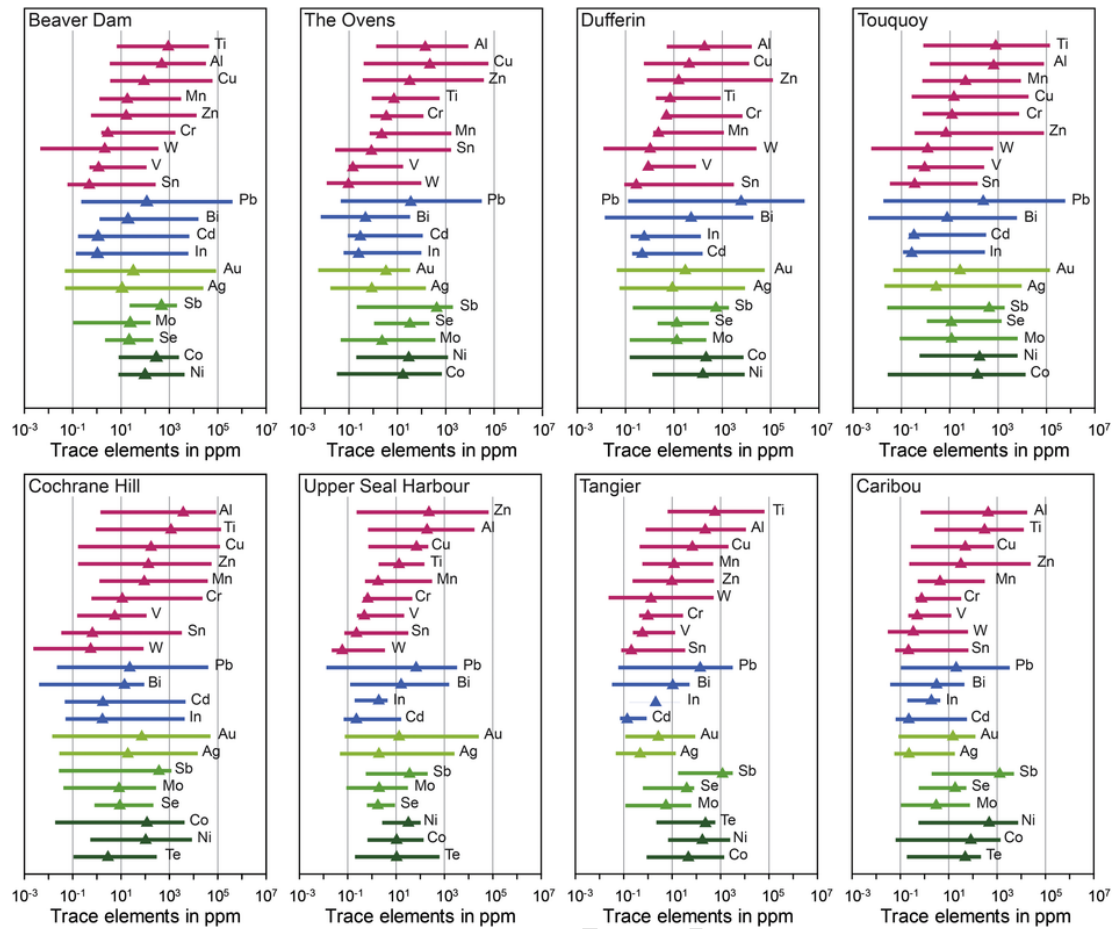 Beaver Dam
Ti
Al
Cu
Mn
Zn
Cr
W
V
Sn
Pb
Bi
Cd
In
Au
Ag
Sb
Mo
Se
Co
Ni
10-3 10-1 101 103 105 107
Trace elements in ppm
The Ovens
Al
Cu
Zn
Ti
Cr
Mn
Sn
V
W
Pb
Bi
Cd
In
Au
Ag
Sb
Se
Mo
Ni
Co
10-3 10-1 101 103 105 107
Trace elements in ppm
Dufferin
Al
Cu
Zn
Ti
Cr
Mn
W
V
Sn
Pb
Bi
In
Cd
Au
Ag
Sb
Se
Mo
Co
Ni
10-3 10-1 101 103 105 107
Trace elements in ppm
Touquoy
Ti
Al
Mn
Cu
Cr
Zn
W
V
Sn
Pb
Bi
Cd
In
Au
Ag
Sb
Se
Mo
Ni
Co
10-3 10-1 101 103 105 107
Trace elements in ppm
Cochrane Hill
Al
Ti
Cu
Zn
Mn
Cr
V
Sn
W
Pb
Bi
Cd
In
Au
Ag
Sb
Mo
Se
Co
Ni
Te
10-3 10-1 101 103 105 107
Trace elements in ppm
Upper Seal Harbour
Zn
Al
Cu
Ti
Mn
Cr
V
Sn
W
Pb
Bi
In
Cd
Au
Ag
Sb
Mo
Se
Ni
Co
Te
10-3 10-1 101 103 105 107
Trace elements in ppm
Tangier
Ti
Al
Cu
Mn
Zn
W
Cr
V
Sn
Pb
Bi
In
Cd
Au
Ag
Sb
Se
Mo
Te
Ni
Co
10-3 10-1 101 103 105 107
Trace elements in ppm
Caribou
Al
Ti
Cu
Zn
Mn
Cr
V
W
Sn
Pb
Bi
In
Cd
Au
Ag
Sb
Se
Mo
Ni
Co
Te
10-3 10-1 101 103 105 107
Trace elements in ppm